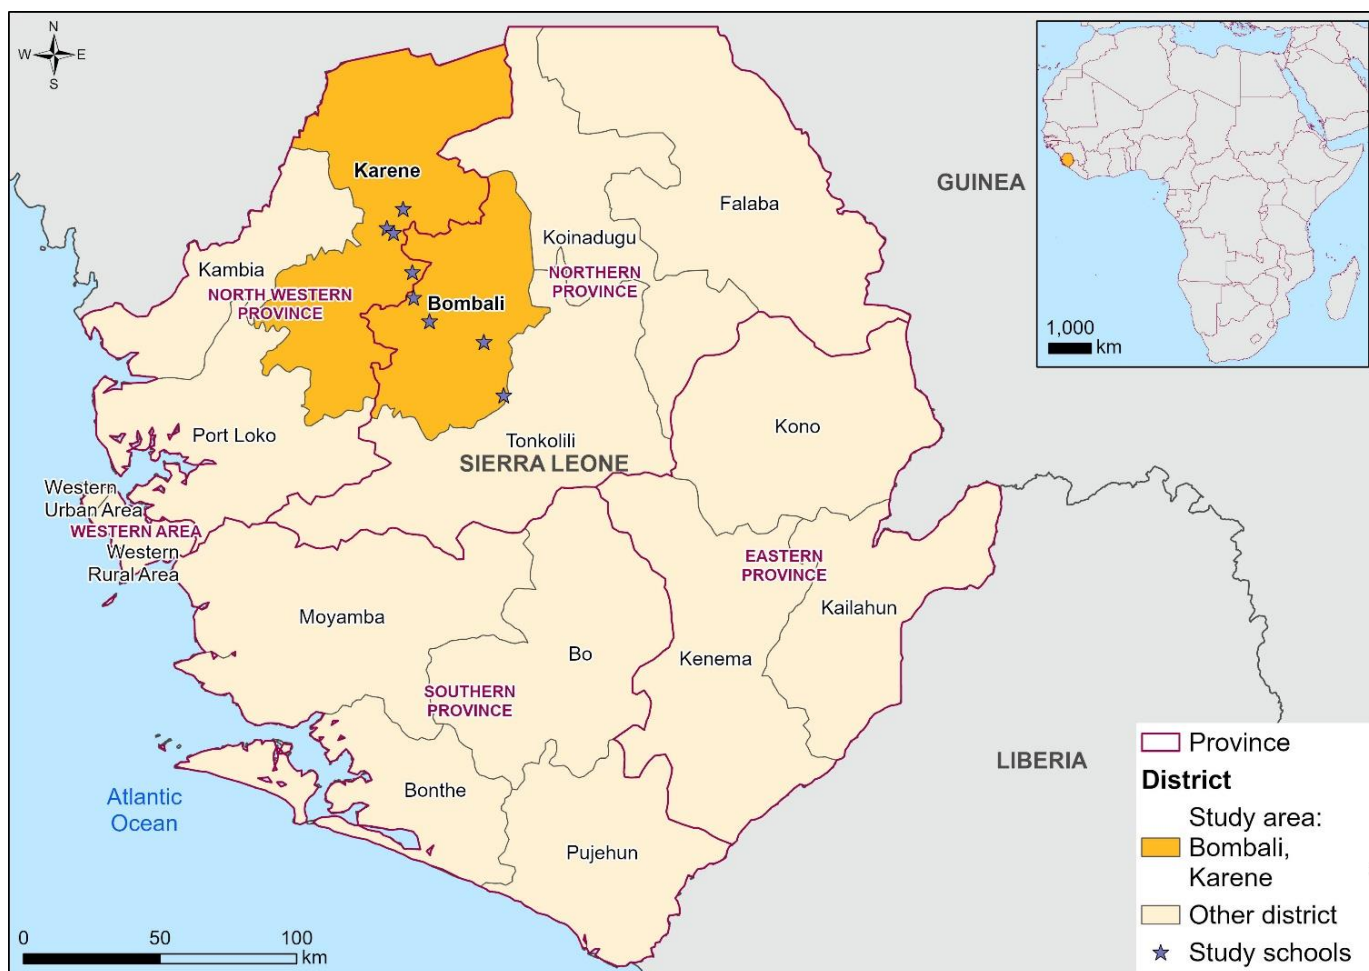 N
W E
S
Karene
GUINEA
Falaba
Koinadugu
Kambia
NORTHERN
PROVINCE
NORTH WESTERN
PROVINCE
Bombali
1,000
km
Port Loko
Tonkolili
SIERRA LEONE
Kono
Western
Urban Area
WESTERN AREA
Western
Rural Area
EASTERN
PROVINCE
Moyamba
Kailahun
Bo
Kenema
SOUTHERN
PROVINCE
LIBERIA
Atlantic
Ocean
Bonthe
Pujehun
0 50 100
km
Province
District
Study area:
Bombali,
Karene
Other district
Study schools